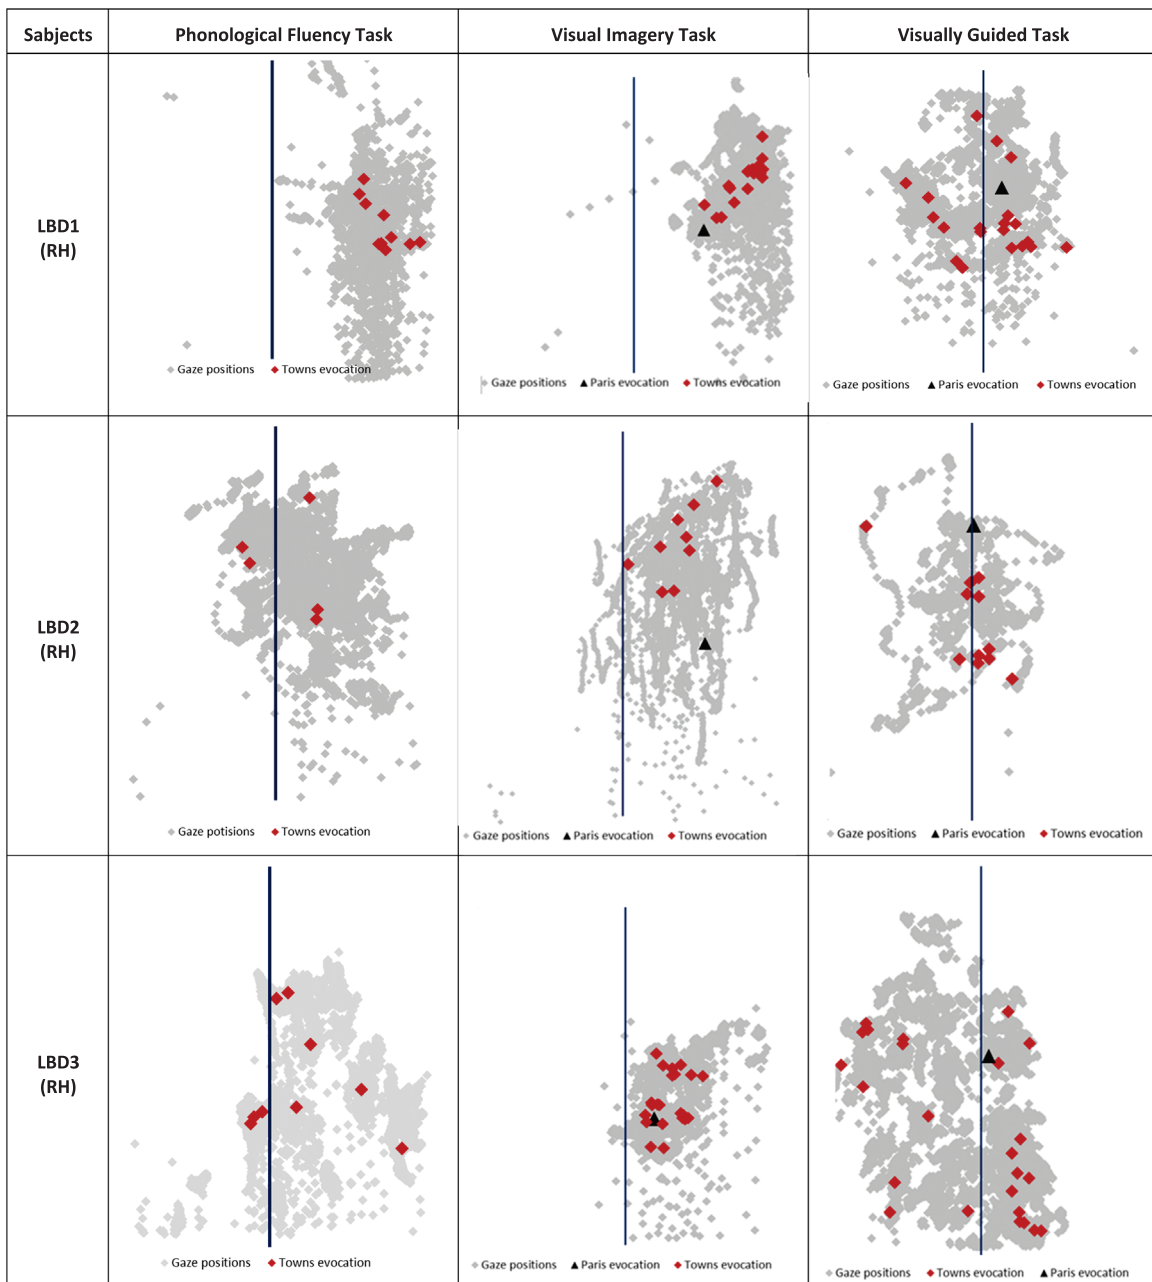 Sabjects Phonological Fluency Task Visual Imagery Task Visually Guided Task
LBD1
(RH)
Gaze positions Towns evocation
Gaze positions Paris evocation Towns evocation
Gaze positions Paris evocation Towns evocation
LBD2
(RH)
Gaze potisions Towns evocation
Gaze positions Paris evocation Towns evocation
Gaze positions Paris evocation Towns evocation
LBD3
(RH)
Gaze positions Towns evocation
Gaze positions Paris evocation Towns evocation
Gaze positions Towns evocation Paris evocation